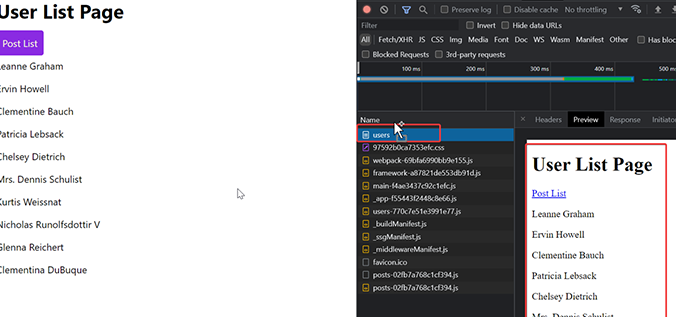 User List Page
Post List
Leanne Graham
Ervin Howell
Clementine Bauch
Patricia Lebsack
Chelsey Dietrich
Mrs. Dennis Schulist
Kurtis Weissnat
Nicholas Runolfsdottir V
Glenna Reichert
Clementina DuBuque
Preserve log Disable cache No throttling
Filter Invert Hide data URLs
All Fetch/XHR JS CSS Img Media Font Doc WS Wasm Manifest Other Has bloc
Blocked Requests 3rd-party requests
100 ms 200 ms 300 ms 400 ms 500 m
Name
Headers Preview Response Initiator
users
97592b0ca7353efc.css
webpack-69bfa6990bb9e155.js
framework-a87821de553db91d.js
main-f4ae3437c92c1efc.js
_app-f55443f2448c8e66.js
users-770c7e51e3991e77.js
_buildManifest.js
_ssgManifest.js
_middlewareManifest.js
favicon.ico
posts-02fb7a768c1cf394.js
posts-02fb7a768c1cf394.js
User List Page
Post List
Leanne Graham
Ervin Howell
Clementine Bauch
Patricia Lebsack
Chelsey Dietrich
Mrs. Dennis Schulist